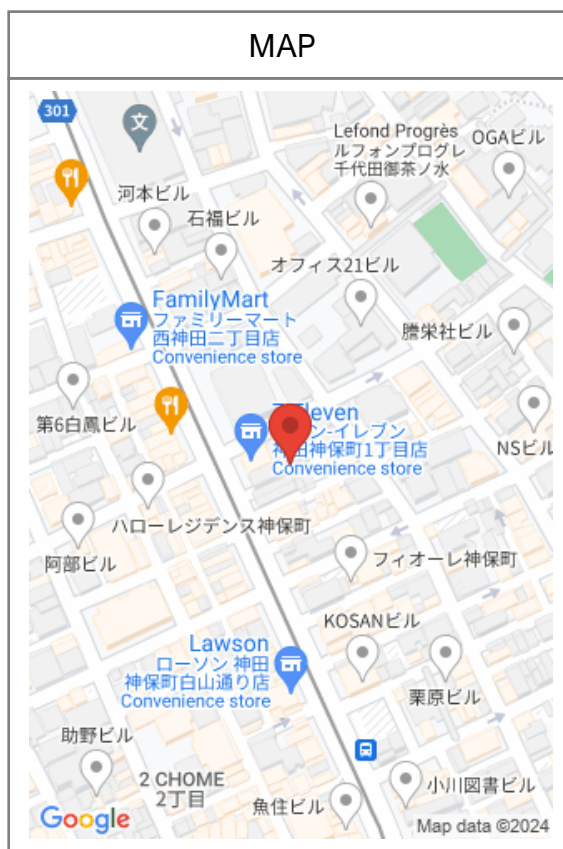 MAP
301
文
Lefond Progrès
ルフォンプログレ
千代田御茶ノ水
OGAビル
河本ビル
石福ビル
オフィス21ビル
FamilyMart
ファミリーマート
西神田二丁目店
Convenience store
謄栄社ビル
第6白鳳ビル
Eleven
ン-イレブン
神田神保町1丁目店
Convenience store
NSビル
ハローレジデンス神保町
阿部ビル
フィオーレ神保町
KOSANビル
Lawson
ローソン 神田
神保町白山通り店
Convenience store
栗原ビル
助野ビル
2 CHOME
2丁目
小川図書ビル
魚住ビル
Google
Map data ©2024